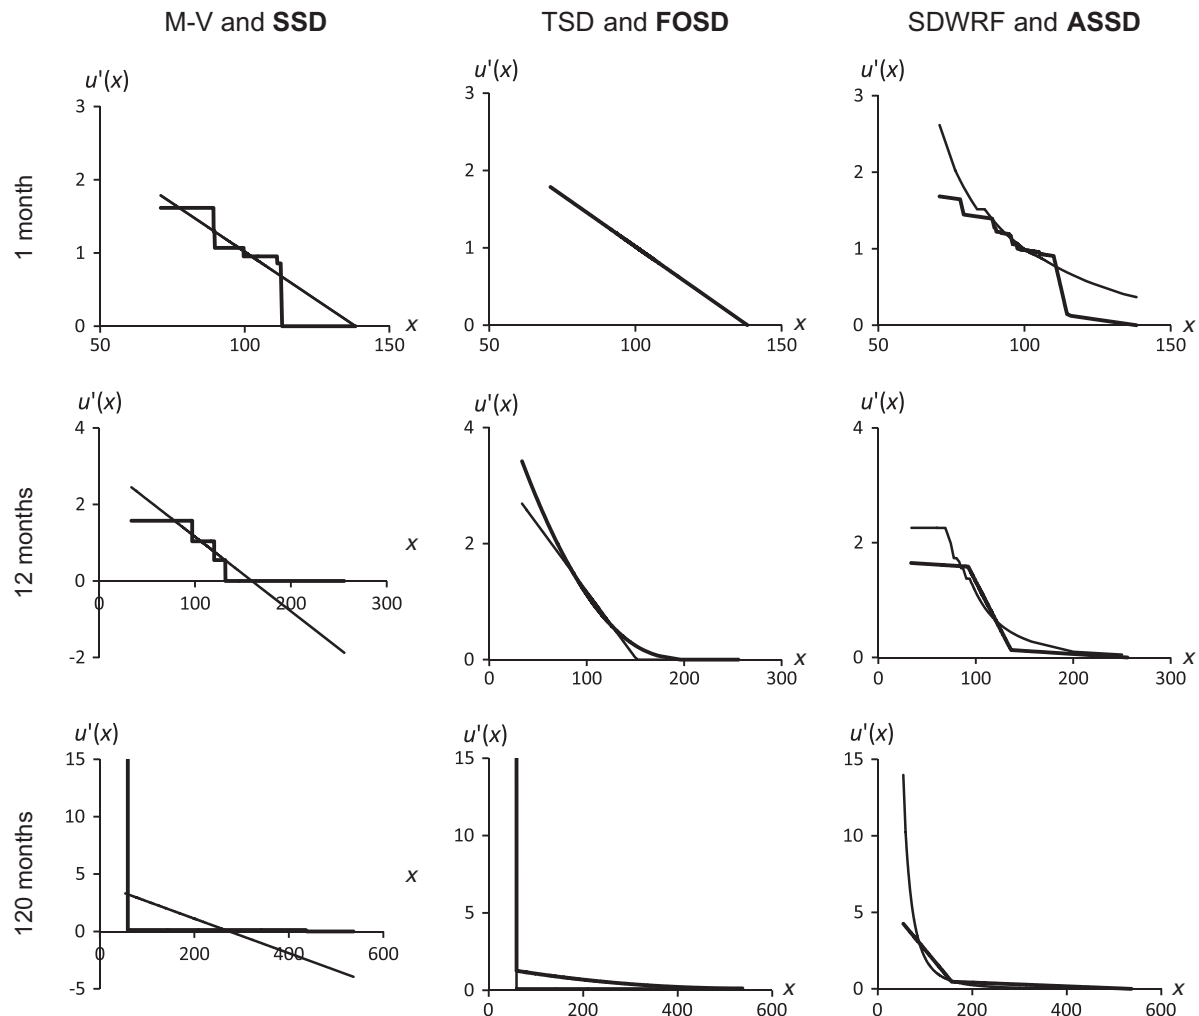 M-V and SSD
TSD and FOSD
SDWRF and ASSD
1 month
u'(x)
3
2
1
0
50
100
150
x
u'(x)
3
2
1
0
50
100
150
x
u'(x)
3
2
1
0
50
100
150
x
12 months
u'(x)
4
2
0
-2
0
100
200
300
x
u'(x)
4
2
0
0
100
200
300
x
u'(x)
4
2
0
0
100
200
300
x
120 months
u'(x)
15
10
5
0
-5
0
200
400
600
x
u'(x)
15
10
5
0
0
200
400
600
x
u'(x)
15
10
5
0
0
200
400
600
x